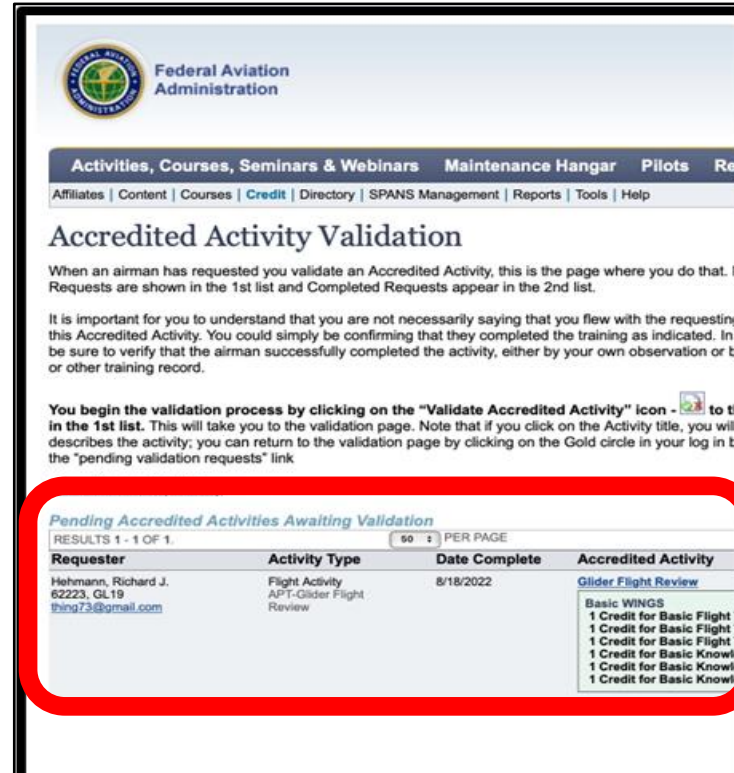 Federal Aviation
Administration
Activities, Courses, Seminars & Webinars Maintenance Hangar Pilots Re
Affiliates | Content | Courses | Credit | Directory | SPANS Management | Reports | Tools | Help
Accredited Activity Validation
When an airman has requested you validate an Accredited Activity, this is the page where you do that.
Requests are shown in the 1st list and Completed Requests appear in the 2nd list.
It is important for you to understand that you are not necessarily saying that you flew with the requesting
this Accredited Activity. You could simply be confirming that they completed the training as indicated. In
be sure to verify that the airman successfully completed the activity, either by your own observation or b
or other training record.
You begin the validation process by clicking on the “Validate Accredited Activity” icon - to th
in the 1st list. This will take you to the validation page. Note that if you click on the Activity title, you wil
describes the activity; you can return to the validation page by clicking on the Gold circle in your log in b
the “pending validation requests” link
Pending Accredited Activities Awaiting Validation
RESULTS 1 - 1 OF 1. 50 PER PAGE
Requester Activity Type Date Complete Accredited Activity
Hehmann, Richard J. Flight Activity 8/18/2022 Glider Flight Review
62223, GL19 APT-Glider Flight
thing73@gmail.com Review
Basic WINGS
1 Credit for Basic Flight
1 Credit for Basic Flight
1 Credit for Basic Flight
1 Credit for Basic Knowl
1 Credit for Basic Knowl
1 Credit for Basic Knowl